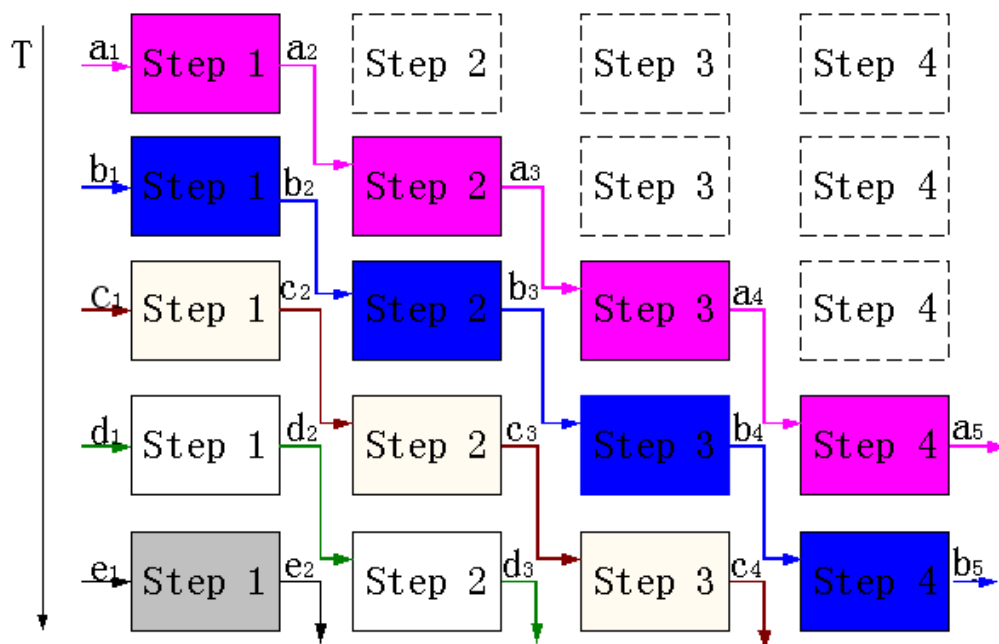 T
a1 Step 1 a2 Step 2 Step 3 Step 4
b1 Step 1 b2 Step 2 a3 Step 3 Step 4
C1 Step 1 c2 Step 2 b3 Step 3 a4 Step 4
d1 Step 1 d2 Step 2 c3 Step 3 b4 Step 4 a5
e1 Step 1 e2 Step 2 d3 Step 3 c4 Step 4 b5